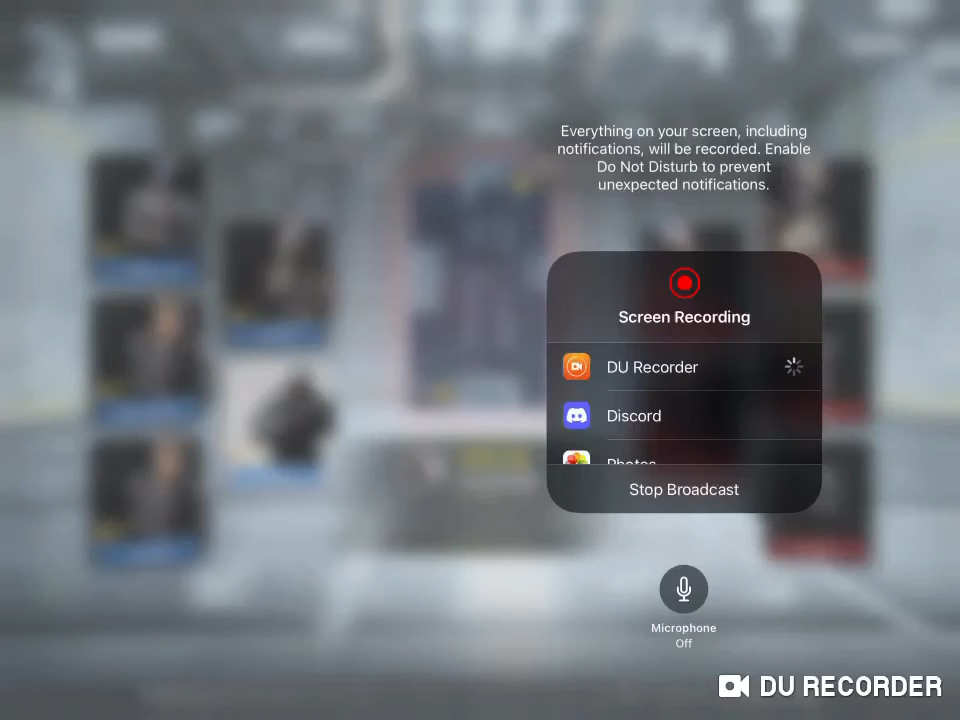 Everything on your screen, including
notifications, will be recorded. Enable
Do Not Disturb to prevent
unexpected notifications.
Screen Recording
DU Recorder
Discord
Photos
Stop Broadcast
Microphone
Off
DU RECORDER